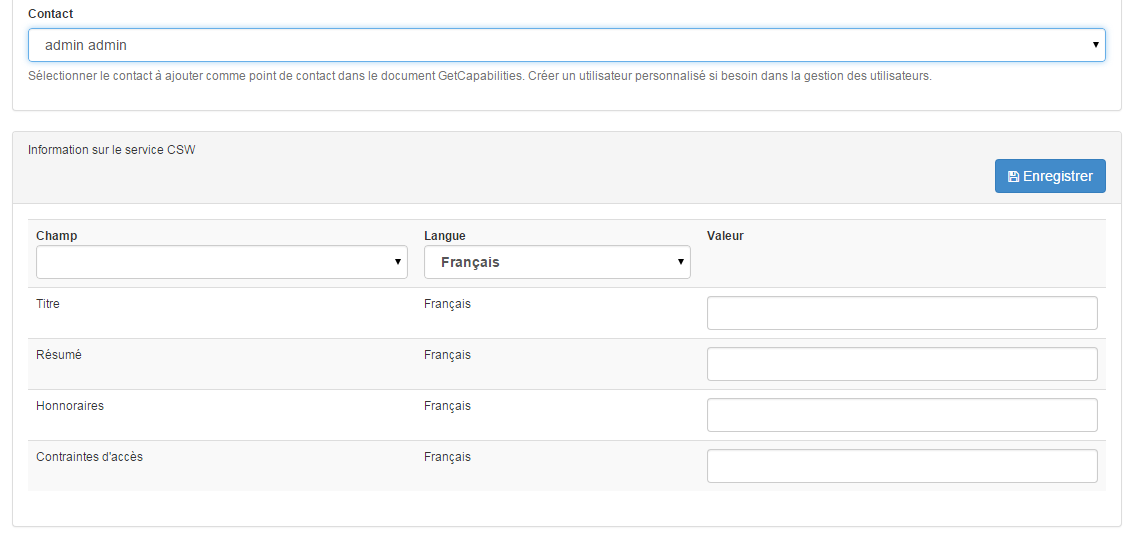 Contact
admin admin
Sélectionner le contact à ajouter comme point de contact dans le document GetCapabilities. Créer un utilisateur personnalisé si besoin dans la gestion des utilisateurs.
Information sur le service CSW
Enregistrer
Champ Langue Valeur
Français
Titre Français
Résumé Français
Honnoraires Français
Contraintes d'accès Français